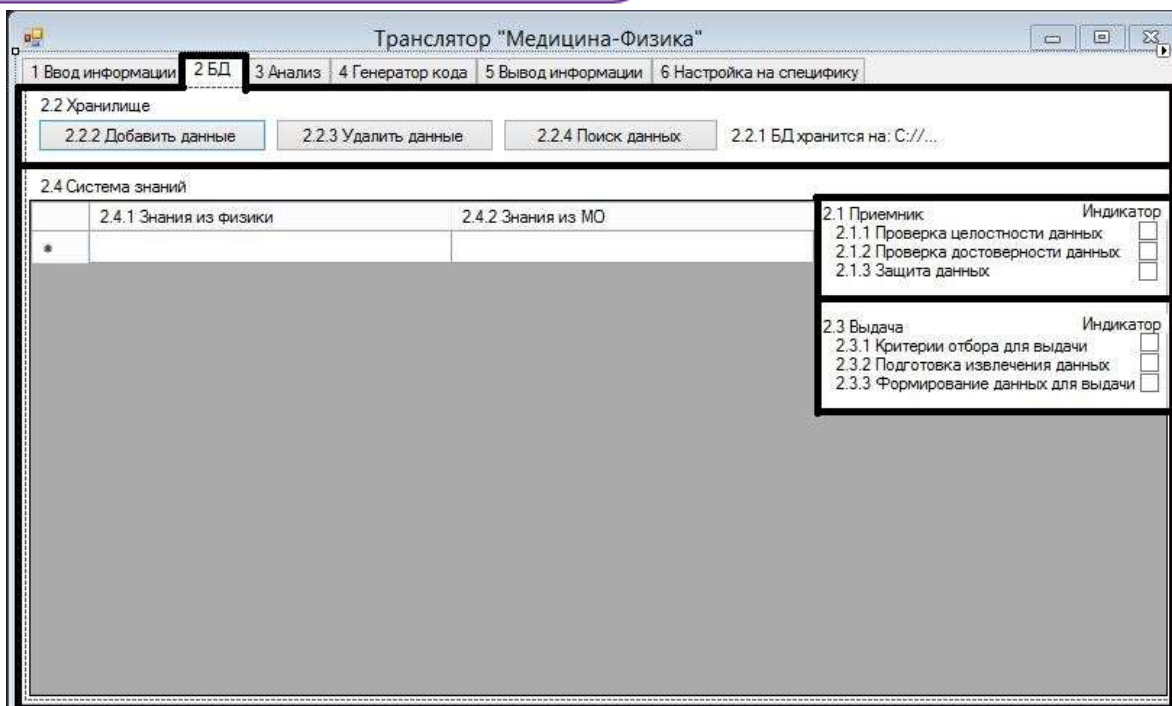 Транслятор "Медицина-Физика"
1 Ввод информации 2 БД 3 Анализ 4 Генератор кода 5 Вывод информации 6 Настройка на специфику
2.2 Хранилище
2.2.2 Добавить данные 2.2.3 Удалить данные 2.2.4 Поиск данных 2.2.1 БД хранится на: C://...
2.4 Система знаний
2.4.1 Знания из физики 2.4.2 Знания из МО
2.1 Приемник Индикатор
2.1.1 Проверка целостности данных
2.1.2 Проверка достоверности данных
2.1.3 Защита данных
2.3 Выдача Индикатор
2.3.1 Критерии отбора для выдачи
2.3.2 Подготовка извлечения данных
2.3.3 Формирование данных для выдачи